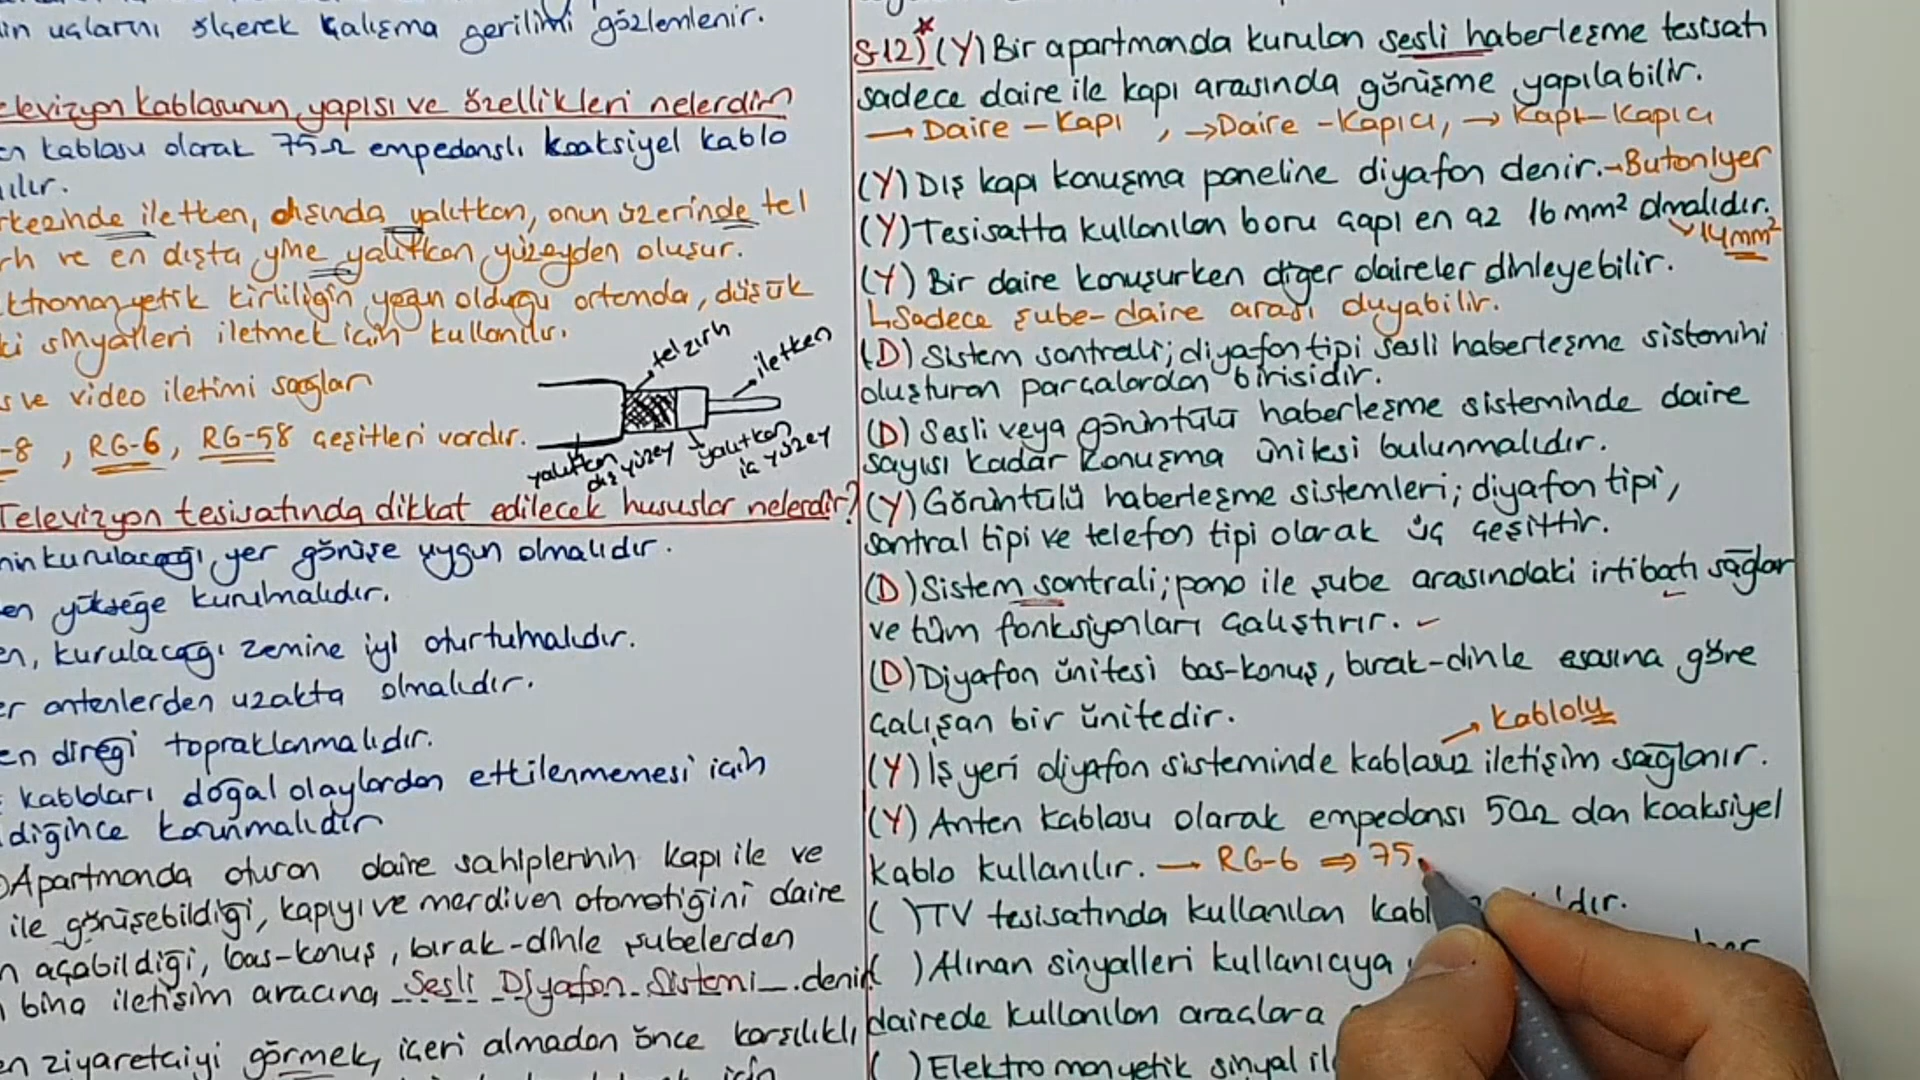 in uçlarını ölçerek çalışma gerilimi gözlemlenir.
elevizyon kablosunun yapısı ve özellikleri nelerdir
en kablosu olarak 75Ω empedanslı koaksiyel kablo
ılır.
rkezinde iletken, dışında yalıtkan, onun üzerinde tel
rh ve en dışta yine yalıtkan yüzeyden oluşur.
ktromanyetik kirliliğin yoğun olduğu ortamda, düşük
ki sinyalleri iletmek için kullanılır.
s ve video iletimi sağlar
-8, RG-6, RG-58 çeşitleri vardır.
telzırh
iletken
yalıtkan dış yüzey
yalıtkan iç yüzey
Televizyon tesisatında dikkat edilecek hususlar nelerdir?
nin kurulacağı yer görüşe uygun olmalıdır.
en yükseğe kurulmalıdır.
en, kurulacağı zemine iyi oturtulmalıdır.
er antenlerden uzakta olmalıdır.
en direği topraklanmalıdır.
kabloları doğal olaylardan etkilenmemesi için
diğince korunmalıdır
Apartmanda oturan daire sahiplerinin kapı ile ve
ile görüşebildiği, kapıyı ve merdiven otomatiğini daire
n açabildiği, bas-konuş, bırak-dinle şubelerden
bina iletişim aracına Sesli Diyafon Sistemi denir
en ziyaretçiyi görmek, içeri almadan önce karşılıklı
için
S-12)* (Y) Bir apartmanda kurulan sesli haberleşme tesisatı
sadece daire ile kapı arasında görüşme yapılabilir.
→ Daire - Kapı , → Daire - Kapıcı, → Kapı-Kapıcı
(Y) Dış kapı konuşma paneline diyafon denir. → Butoniyer
(Y) Tesisatta kullanılan boru çapı en az 16 mm² olmalıdır.
14mm²
(Y) Bir daire konuşurken diğer daireler dinleyebilir.
↳ Sadece şube-daire arası duyabilir.
(D) Sistem santrali; diyafon tipi sesli haberleşme sistemini
oluşturan parçalardan birisidir.
(D) Sesli veya görüntülü haberleşme sisteminde daire
sayısı kadar konuşma ünitesi bulunmalıdır.
(Y) Görüntülü haberleşme sistemleri; diyafon tipi,
santral tipi ve telefon tipi olarak üç çeşittir.
(D) Sistem santrali; pano ile şube arasındaki irtibatı sağlar
ve tüm fonksiyonları çalıştırır.
(D) Diyafon ünitesi bas-konuş, bırak-dinle esasına göre
çalışan bir ünitedir.
→ Kablolu
(Y) İş yeri diyafon sisteminde kablosuz iletişim sağlanır.
(Y) Anten kablosu olarak empedansı 50Ω dan koaksiyel
kablo kullanılır. → RG-6 ⇒ 75
( ) TV tesisatında kullanılan kabl 'dır.
( ) Alınan sinyalleri kullanıcıya
dairede kullanılan araçlara
( ) Elektromanyetik sinyal il